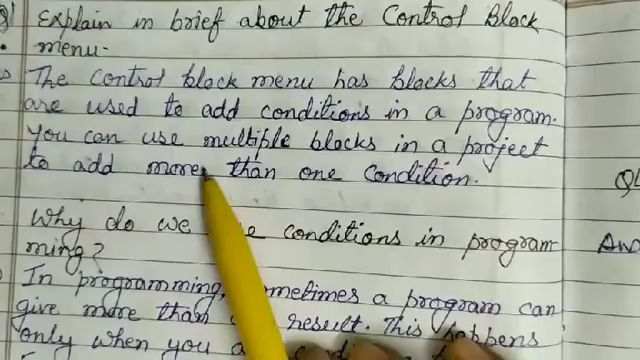 Q1 Explain in brief about the Control Block
menu.
The control block menu has blocks that
are used to add conditions in a program.
you can use multiple blocks in a project
to add more than one condition.
Why do we conditions in program
ming?
In programming, a program can
give more than result. This happens
only when you
Q
Ans